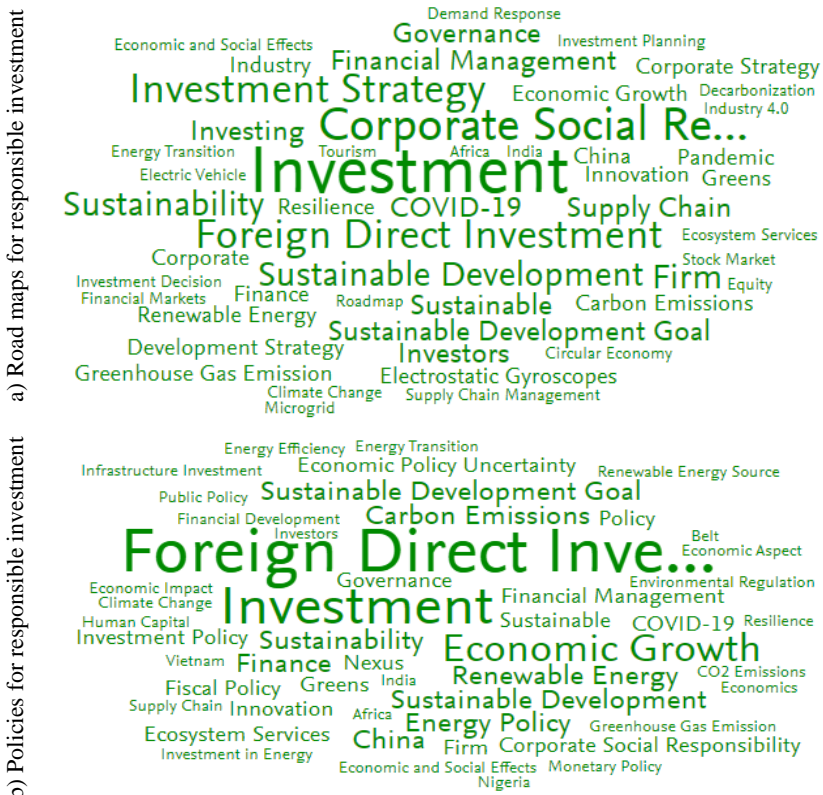 a) Road maps for responsible investment
Demand Response
Governance
Investment Planning
Economic and Social Effects
Industry
Financial Management
Corporate Strategy
Investment Strategy
Economic Growth
Decarbonization
Industry 4.0
Investing
Corporate Social Re...
Energy Transition
Tourism
Africa
India
China
Pandemic
Electric Vehicle
Investment
Innovation
Greens
Sustainability
Resilience
COVID-19
Supply Chain
Foreign Direct Investment
Ecosystem Services
Corporate
Stock Market
Investment Decision
Sustainable Development
Firm
Equity
Financial Markets
Finance
Roadmap
Sustainable
Carbon Emissions
Renewable Energy
Sustainable Development Goal
Development Strategy
Investors
Circular Economy
Greenhouse Gas Emission
Electrostatic Gyroscopes
Climate Change
Supply Chain Management
Microgrid
b) Policies for responsible investment
Energy Efficiency
Energy Transition
Infrastructure Investment
Economic Policy Uncertainty
Renewable Energy Source
Public Policy
Sustainable Development Goal
Financial Development
Carbon Emissions
Policy
Investors
Belt
Foreign Direct Inve...
Economic Aspect
Economic Impact
Governance
Environmental Regulation
Climate Change
Investment
Financial Management
Human Capital
Sustainable
COVID-19
Resilience
Investment Policy
Sustainability
Economic Growth
Vietnam
Finance
Nexus
Renewable Energy
CO2 Emissions
Fiscal Policy
Greens
India
Economics
Supply Chain
Innovation
Africa
Sustainable Development
Ecosystem Services
Energy Policy
Greenhouse Gas Emission
China
Firm
Corporate Social Responsibility
Investment in Energy
Economic and Social Effects
Monetary Policy
Nigeria